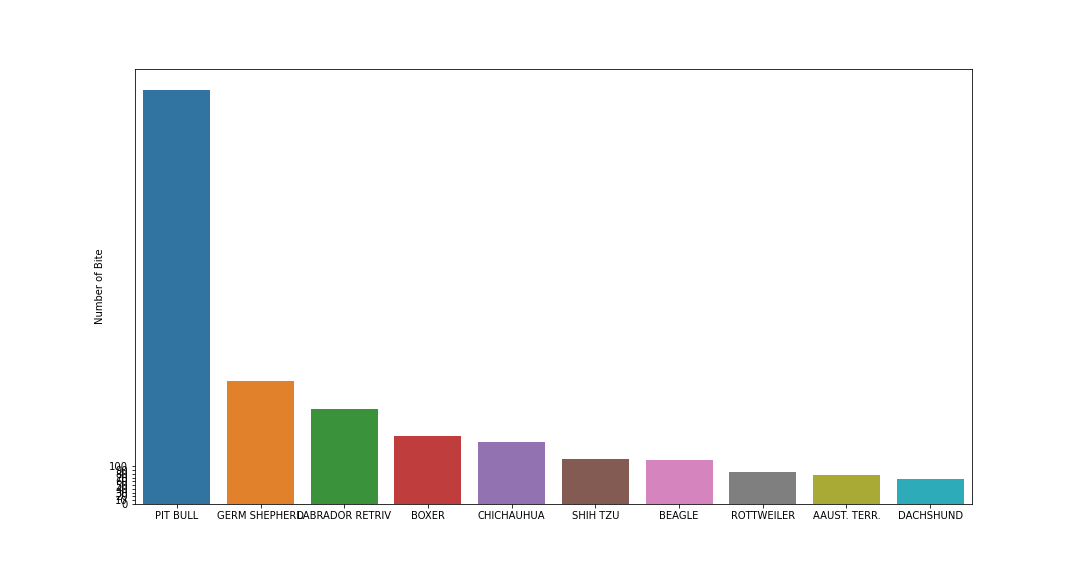 Number of Bite
100
0
PIT BULL GERM SHEPHERD LABRADOR RETRIV BOXER CHICHAUHUA SHIH TZU BEAGLE ROTTWEILER AAUST. TERR. DACHSHUND